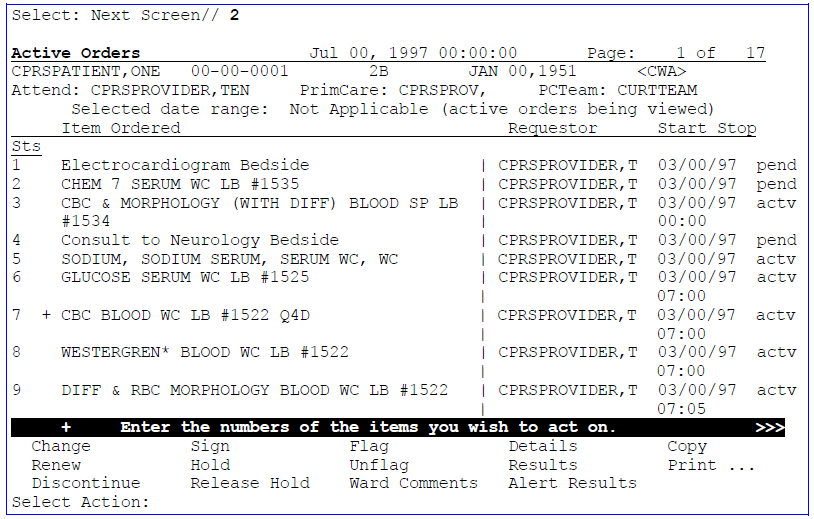 Select: Next Screen// 2
Active Orders Jul 00, 1997 00:00:00 Page: 1 of 17
CPRSPATIENT,ONE 00-00-0001 2B JAN 00,1951 <CWA>
Attend: CPRSPROVIDER,TEN PrimCare: CPRSPROV, PCTeam: CURTTEAM
Selected date range: Not Applicable (active orders being viewed)
Item Ordered Requestor Start Stop
Sts
1 Electrocardiogram Bedside | CPRSPROVIDER,T 03/00/97 pend
2 CHEM 7 SERUM WC LB #1535 | CPRSPROVIDER,T 03/00/97 pend
3 CBC & MORPHOLOGY (WITH DIFF) BLOOD SP LB | CPRSPROVIDER,T 03/00/97 actv
#1534 | 00:00
4 Consult to Neurology Bedside | CPRSPROVIDER,T 03/00/97 pend
5 SODIUM, SODIUM SERUM, SERUM WC, WC | CPRSPROVIDER,T 03/00/97 actv
6 GLUCOSE SERUM WC LB #1525 | CPRSPROVIDER,T 03/00/97 actv
| 07:00
7 + CBC BLOOD WC LB #1522 Q4D | CPRSPROVIDER,T 03/00/97 actv
| 07:00
8 WESTERGREN* BLOOD WC LB #1522 | CPRSPROVIDER,T 03/00/97 actv
| 07:00
9 DIFF & RBC MORPHOLOGY BLOOD WC LB #1522 | CPRSPROVIDER,T 03/00/97 actv
| 07:05
+ Enter the numbers of the items you wish to act on. >>>
Change Sign Flag Details Copy
Renew Hold Unflag Results Print ...
Discontinue Release Hold Ward Comments Alert Results
Select Action: